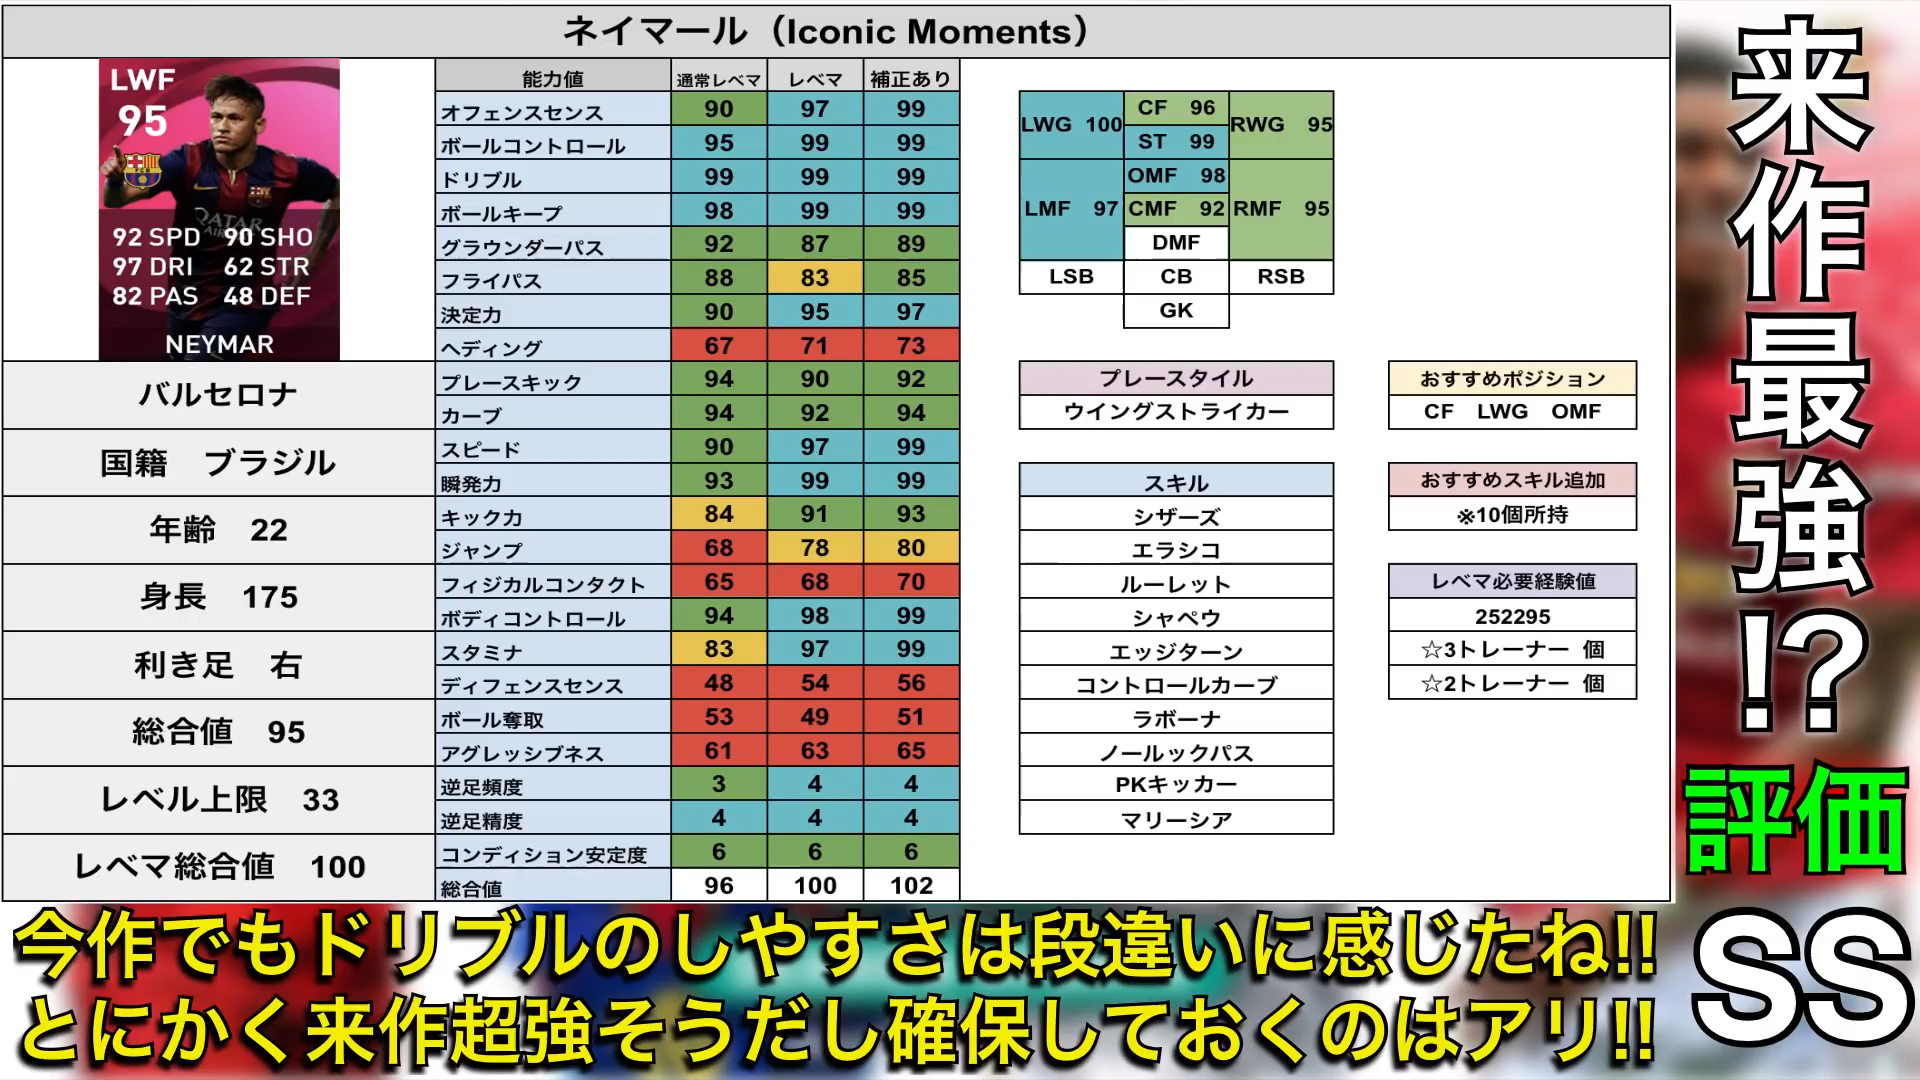 ネイマール（Iconic Moments）
LWF
95
92 SPD 90 SHO
97 DRI 62 STR
82 PAS 48 DEF
NEYMAR
バルセロナ
国籍 ブラジル
年齢 22
身長 175
利き足 右
総合値 95
レベル上限 33
レベマ総合値 100
能力値 通常レベマ レベマ 補正あり
オフェンスセンス 90 97 99
ボールコントロール 95 99 99
ドリブル 99 99 99
ボールキープ 98 99 99
グラウンダーパス 92 87 89
フライパス 88 83 85
決定力 90 95 97
ヘディング 67 71 73
プレースキック 94 90 92
カーブ 94 92 94
スピード 90 97 99
瞬発力 93 99 99
キック力 84 91 93
ジャンプ 68 78 80
フィジカルコンタクト 65 68 70
ボディコントロール 94 98 99
スタミナ 83 97 99
ディフェンスセンス 48 54 56
ボール奪取 53 49 51
アグレッシブネス 61 63 65
逆足頻度 3 4 4
逆足精度 4 4 4
コンディション安定度 6 6 6
総合値 96 100 102
LWG 100 CF 96 RWG 95
ST 99
OMF 98
LMF 97 CMF 92 RMF 95
DMF
LSB CB RSB
GK
プレースタイル
ウイングストライカー
おすすめポジション
CF LWG OMF
スキル
シザーズ
エラシコ
ルーレット
シャペウ
エッジターン
コントロールカーブ
ラボーナ
ノールックパス
PKキッカー
マリーシア
おすすめスキル追加
※10個所持
レベマ必要経験値
252295
☆3トレーナー 個
☆2トレーナー 個
来作最強!?
評価
SS
今作でもドリブルのしやすさは段違いに感じたね!!
とにかく来作超強そうだし確保しておくのはアリ!!